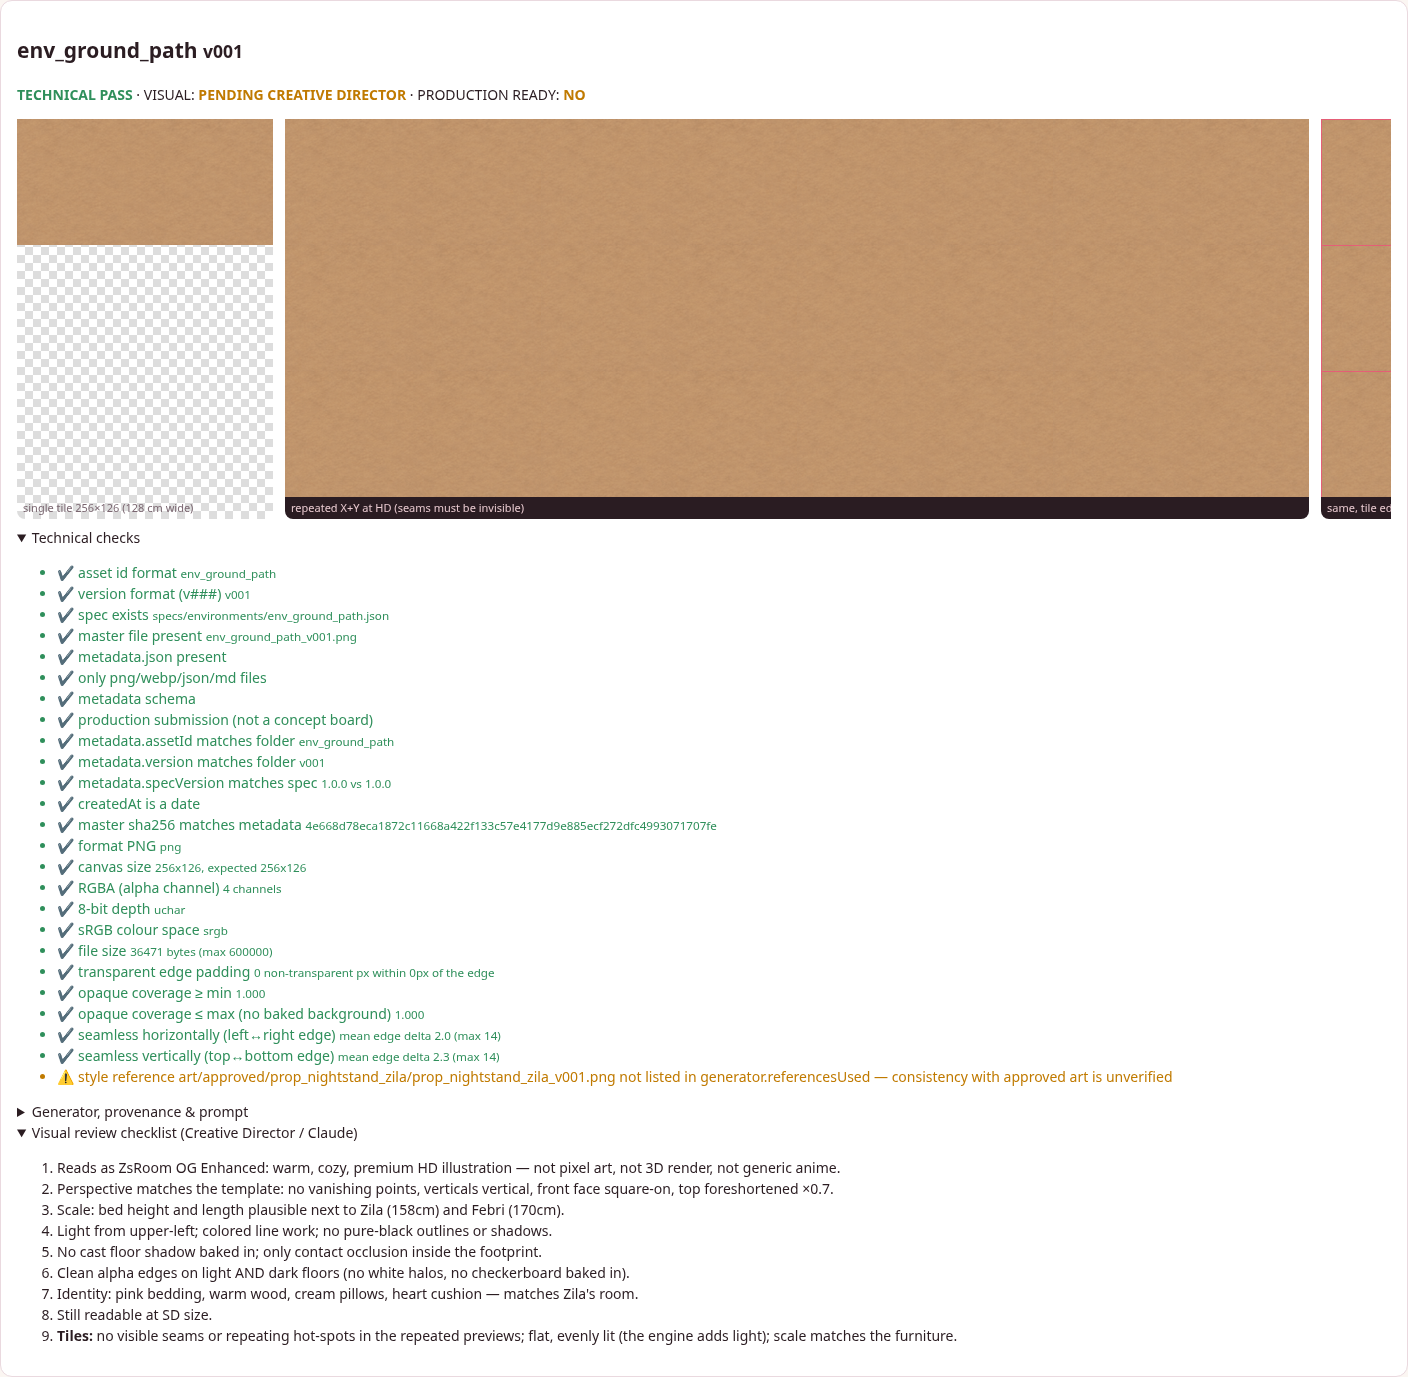 env_ground_path v001
TECHNICAL PASS · VISUAL: PENDING CREATIVE DIRECTOR · PRODUCTION READY: NO
single tile 256×126 (128 cm wide)
repeated X+Y at HD (seams must be invisible)
same, tile ed
▼ Technical checks
• ✔ asset id format env_ground_path
• ✔ version format (v###) v001
• ✔ spec exists specs/environments/env_ground_path.json
• ✔ master file present env_ground_path_v001.png
• ✔ metadata.json present
• ✔ only png/webp/json/md files
• ✔ metadata schema
• ✔ production submission (not a concept board)
• ✔ metadata.assetId matches folder env_ground_path
• ✔ metadata.version matches folder v001
• ✔ metadata.specVersion matches spec 1.0.0 vs 1.0.0
• ✔ createdAt is a date
• ✔ master sha256 matches metadata 4e668d78eca1872c11668a422f133c57e4177d9e885ecf272dfc4993071707fe
• ✔ format PNG png
• ✔ canvas size 256x126, expected 256x126
• ✔ RGBA (alpha channel) 4 channels
• ✔ 8-bit depth uchar
• ✔ sRGB colour space srgb
• ✔ file size 36471 bytes (max 600000)
• ✔ transparent edge padding 0 non-transparent px within 0px of the edge
• ✔ opaque coverage ≥ min 1.000
• ✔ opaque coverage ≤ max (no baked background) 1.000
• ✔ seamless horizontally (left↔right edge) mean edge delta 2.0 (max 14)
• ✔ seamless vertically (top↔bottom edge) mean edge delta 2.3 (max 14)
• ⚠ style reference art/approved/prop_nightstand_zila/prop_nightstand_zila_v001.png not listed in generator.referencesUsed — consistency with approved art is unverified
▶ Generator, provenance & prompt
▼ Visual review checklist (Creative Director / Claude)
1. Reads as ZsRoom OG Enhanced: warm, cozy, premium HD illustration — not pixel art, not 3D render, not generic anime.
2. Perspective matches the template: no vanishing points, verticals vertical, front face square-on, top foreshortened ×0.7.
3. Scale: bed height and length plausible next to Zila (158cm) and Febri (170cm).
4. Light from upper-left; colored line work; no pure-black outlines or shadows.
5. No cast floor shadow baked in; only contact occlusion inside the footprint.
6. Clean alpha edges on light AND dark floors (no white halos, no checkerboard baked in).
7. Identity: pink bedding, warm wood, cream pillows, heart cushion — matches Zila's room.
8. Still readable at SD size.
9. Tiles: no visible seams or repeating hot-spots in the repeated previews; flat, evenly lit (the engine adds light); scale matches the furniture.